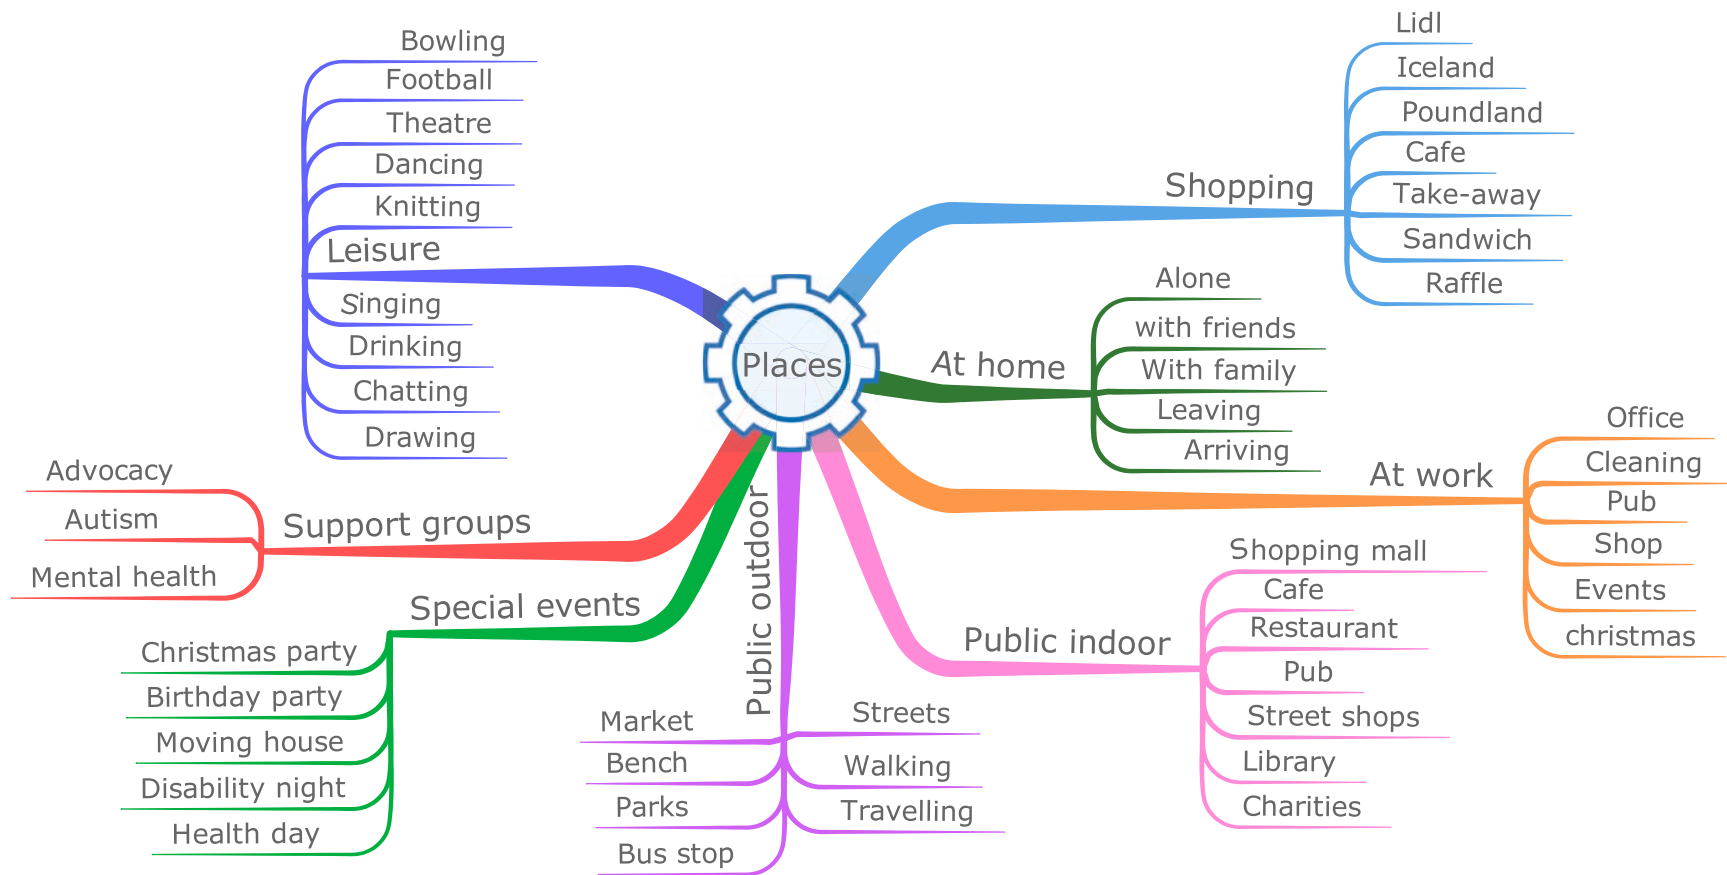 Places
Leisure
Bowling
Football
Theatre
Dancing
Knitting
Singing
Drinking
Chatting
Drawing
Shopping
Lidl
Iceland
Poundland
Cafe
Take-away
Sandwich
Raffle
At home
Alone
with friends
With family
Leaving
Arriving
At work
Office
Cleaning
Pub
Shop
Events
christmas
Public indoor
Shopping mall
Cafe
Restaurant
Pub
Street shops
Library
Charities
Public outdoor
Streets
Walking
Travelling
Market
Bench
Parks
Bus stop
Special events
Christmas party
Birthday party
Moving house
Disability night
Health day
Support groups
Advocacy
Autism
Mental health